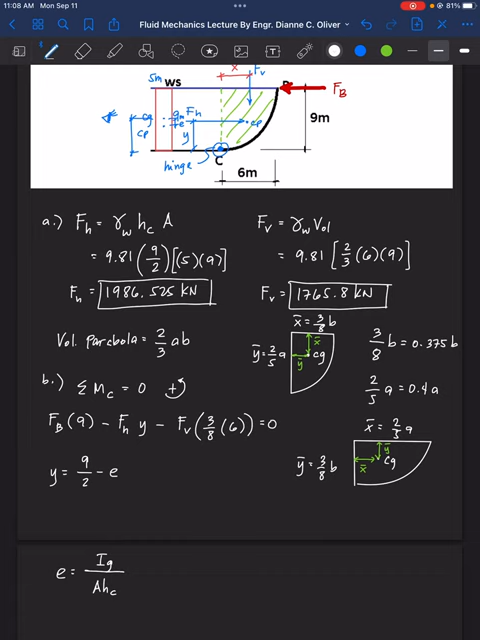 11:08 AM Mon Sep 11
81%
Fluid Mechanics Lecture By Engr. Dianne C. Oliver
x Fv
5m WS B FB
cg Fh
cp e cp 9m
y
hinge C
6m
a.) Fh = γw hc A Fv = γw Vol
= 9.81 (9/2) [(5)(9)] = 9.81 [2/3 (6)(9)]
Fh = 1986.525 KN Fv = 1765.8 KN
Vol. parabola = 2/3 ab
x̄ = 3/8 b
ȳ = 2/5 a x̄ ȳ cg
3/8 b = 0.375 b
2/5 a = 0.4 a
b.) ΣMc = 0 +
FB (9) - Fh y - Fv (3/8 (6)) = 0
x̄ = 2/5 a
ȳ = 3/8 b ȳ x̄ cg
y = 9/2 - e
e = Ig / Ahc